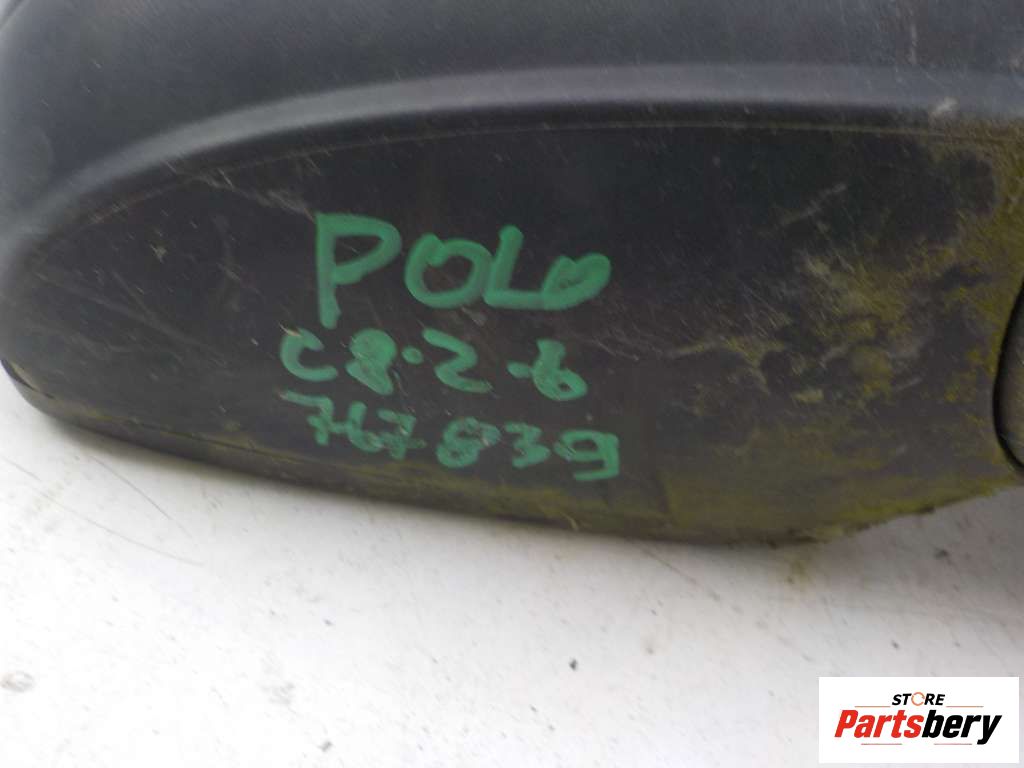 POLO
C8-2-6
767839
STORE
Partsbery